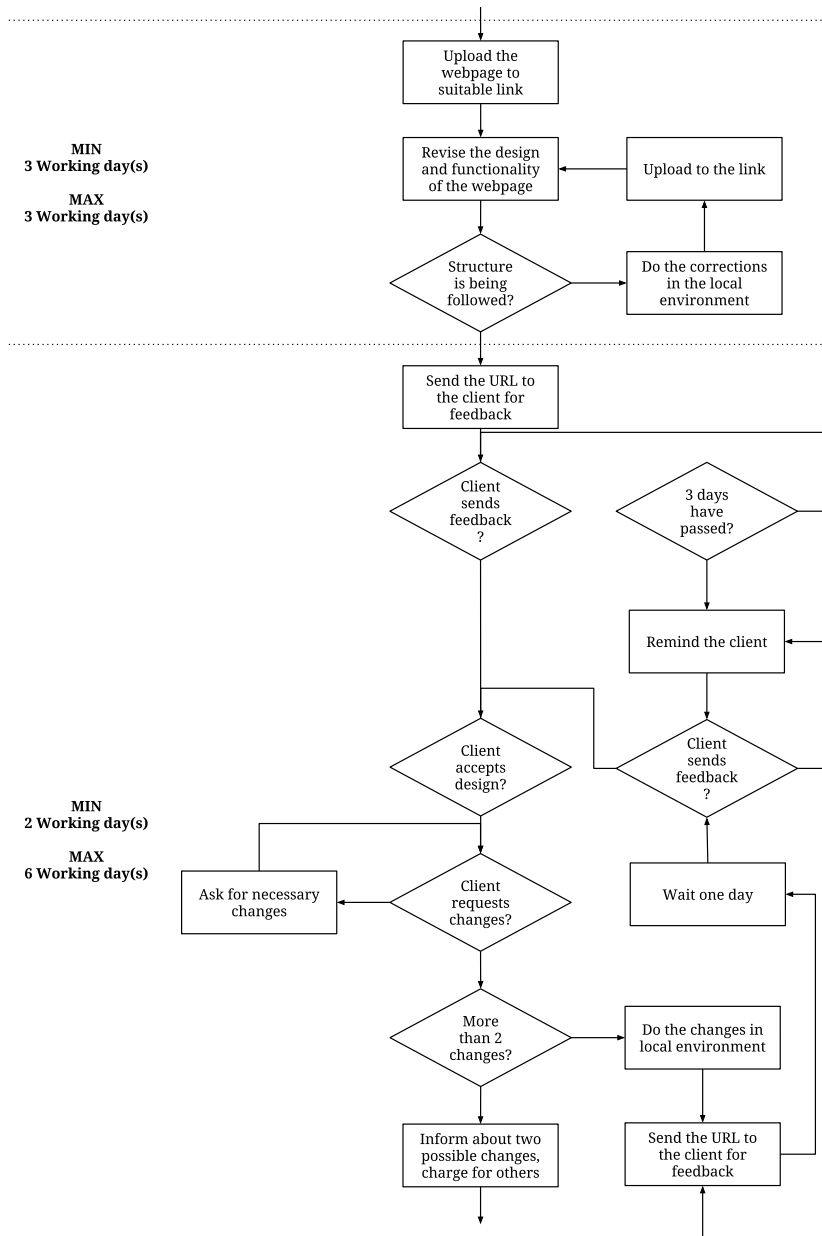 Upload the
webpage to
suitable link
MIN
3 Working day(s)
MAX
3 Working day(s)
Revise the design
and functionality
of the webpage
Upload to the link
Structure
is being
followed?
Do the corrections
in the local
environment
Send the URL to
the client for
feedback
Client
sends
feedback
?
3 days
have
passed?
Remind the client
Client
accepts
design?
Client
sends
feedback
?
MIN
2 Working day(s)
MAX
6 Working day(s)
Ask for necessary
changes
Client
requests
changes?
Wait one day
More
than 2
changes?
Do the changes in
local environment
Inform about two
possible changes,
charge for others
Send the URL to
the client for
feedback